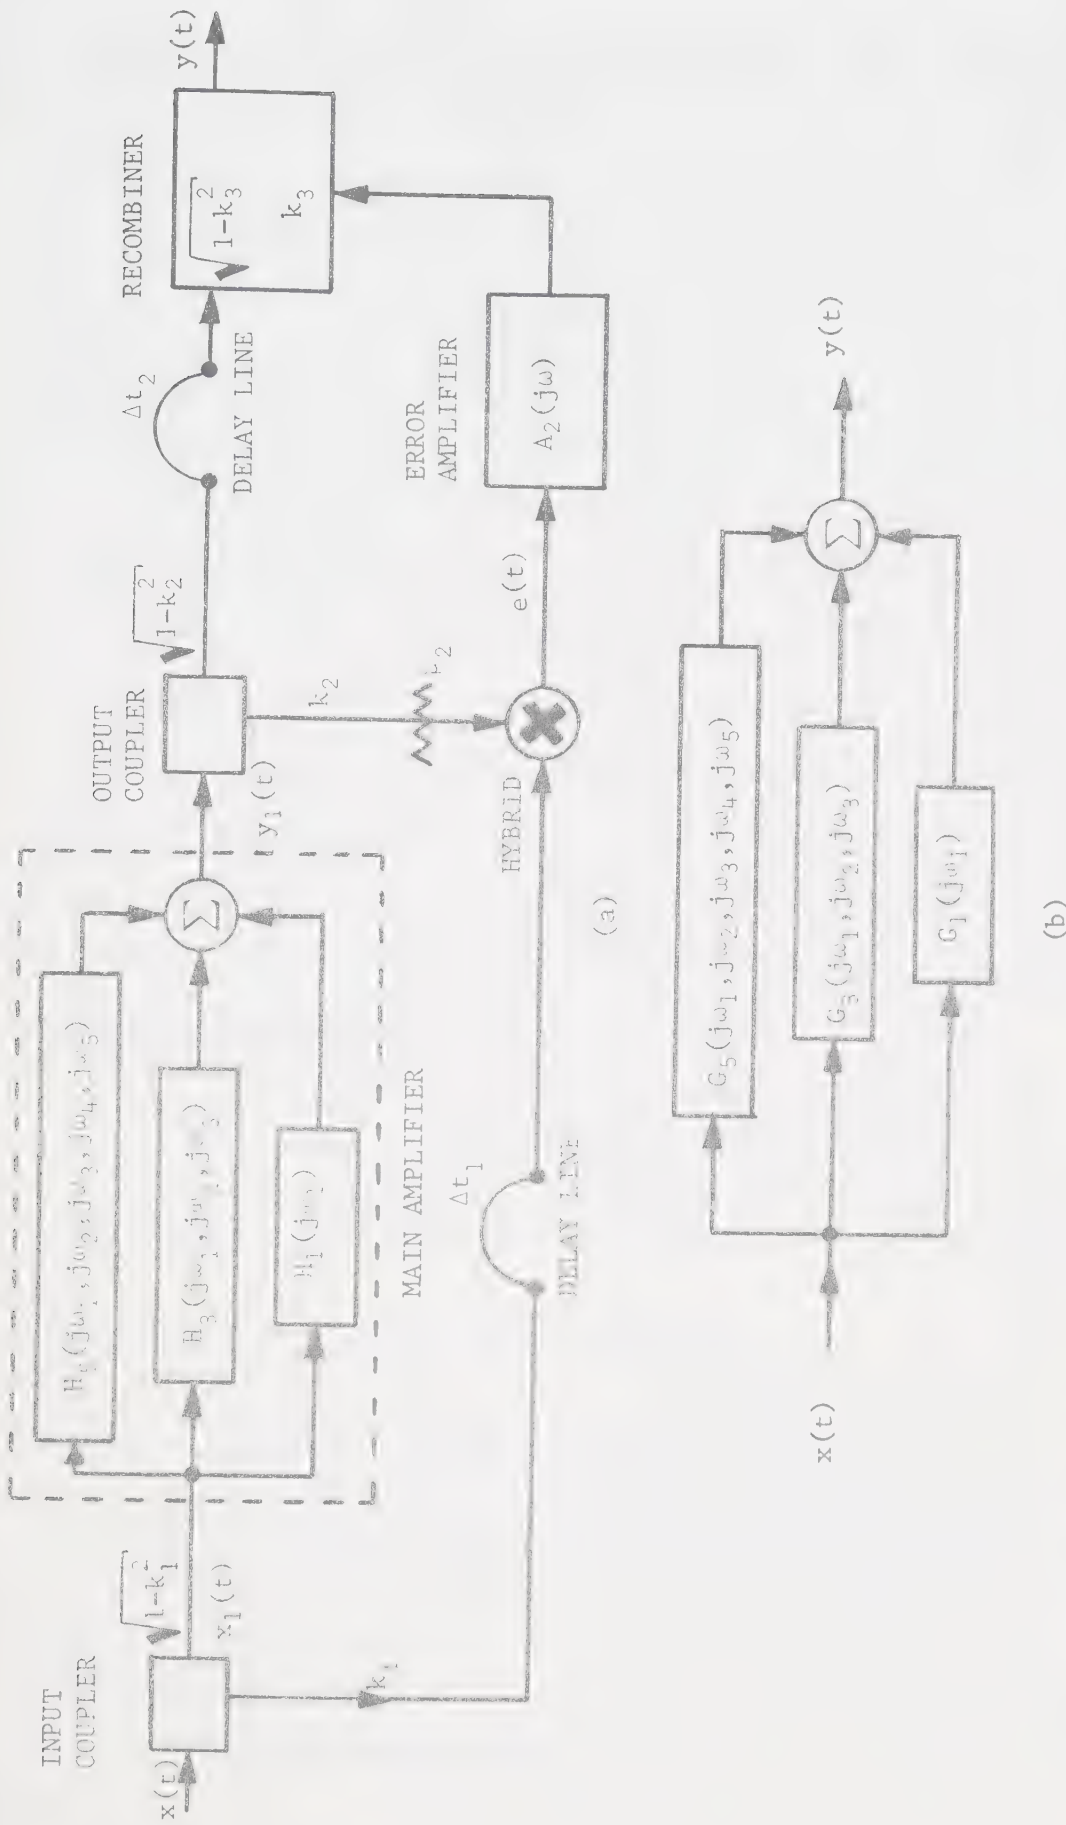 INPUT
COUPLER
x(t)
√1-k₁²
x₁(t)
k₁
H₃(jω₁,jω₂,jω₃)
H₁(jω₁)
MAIN AMPLIFIER
Δt₁
DELAY LINE
OUTPUT
COUPLER
y₁(t)
√1-k₂²
k₂
HYBRID
e(t)
Δt₂
DELAY LINE
ERROR
AMPLIFIER
A₂(jω)
RECOMBINER
√1-k₃²
k₃
y(t)
Σ
(a)
x(t)
G₅(jω₁,jω₂,jω₃,jω₄,jω₅)
G₃(jω₁,jω₂,jω₃)
G₁(jω₁)
Σ
y(t)
(b)